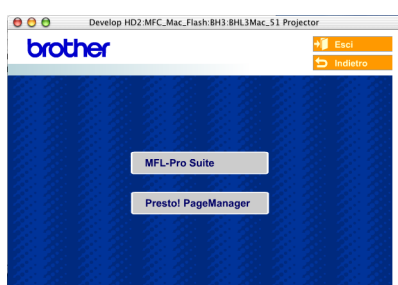 Develop HD2:MFC_Mac_Flash:BH3:BHL3Mac_51 Projector
brother
Esci
Indietro
MFL-Pro Suite
Presto! PageManager